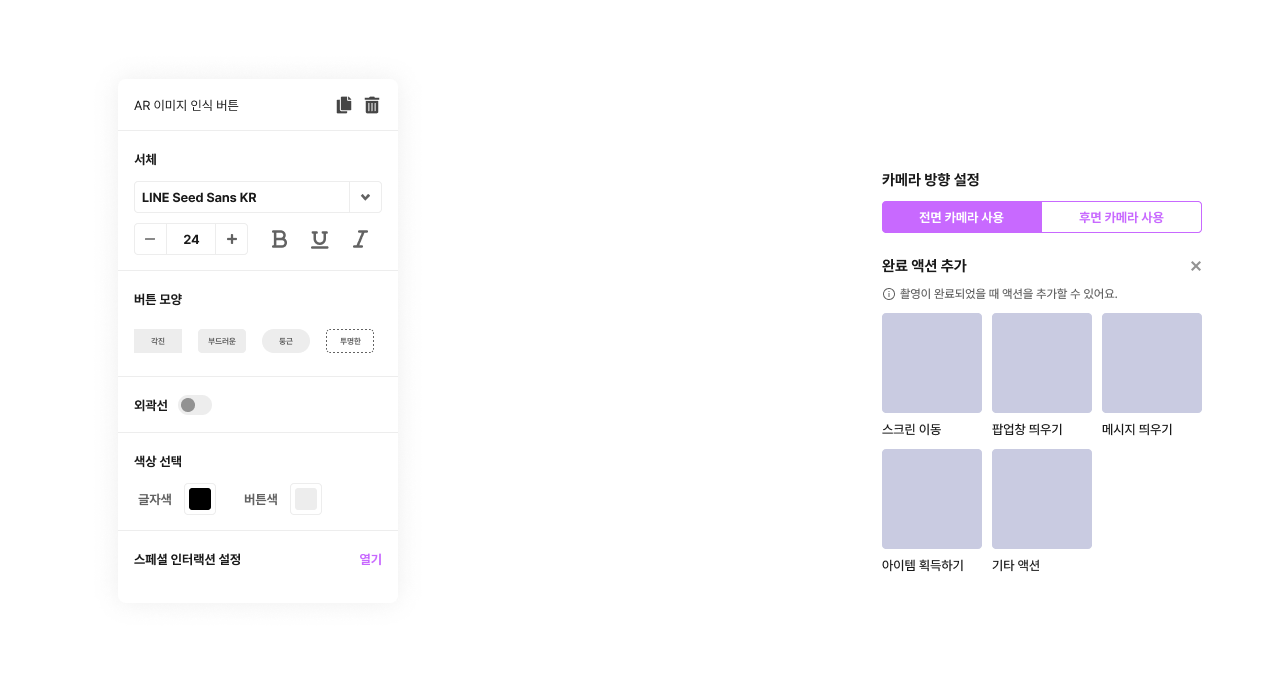 AR 이미지 인식 버튼
서체
LINE Seed Sans KR
24
B U I
버튼 모양
각진 부드러운 둥근 투명한
외곽선
색상 선택
글자색 버튼색
스페셜 인터랙션 설정 열기
카메라 방향 설정
전면 카메라 사용 후면 카메라 사용
완료 액션 추가
촬영이 완료되었을 때 액션을 추가할 수 있어요.
스크린 이동 팝업창 띄우기 메시지 띄우기
아이템 획득하기 기타 액션